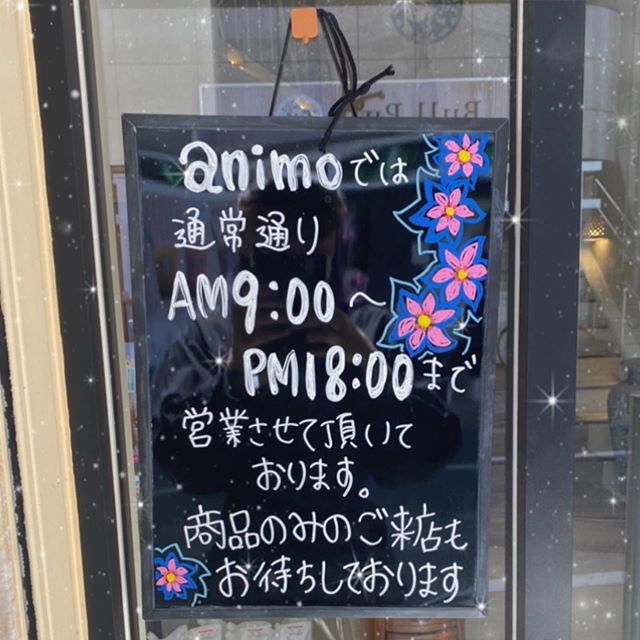 animoでは
通常通り
AM9:00〜
PM18:00まで
営業させて頂いて
おります。
商品のみのご来店も
お待ちしております